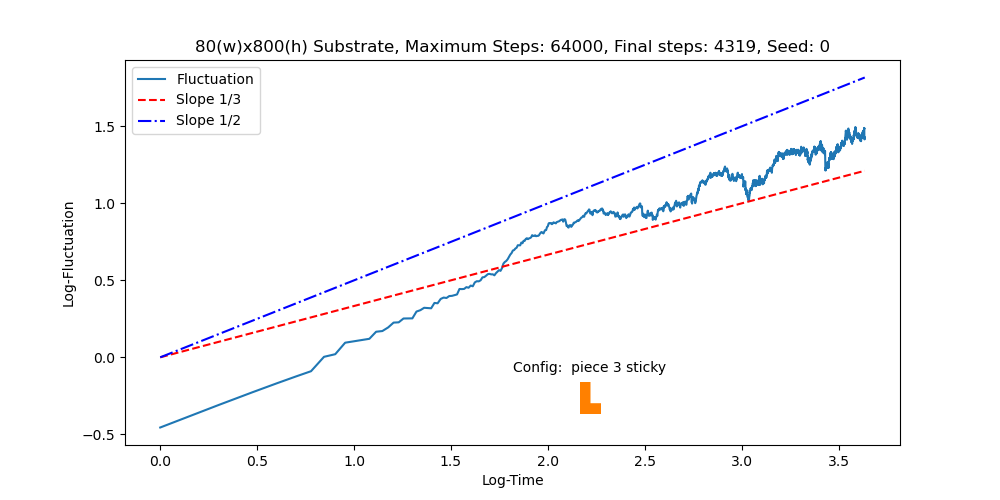 80(w)x800(h) Substrate, Maximum Steps: 64000, Final steps: 4319, Seed: 0
Fluctuation
Slope 1/3
Slope 1/2
1.5
1.0
0.5
0.0
−0.5
Log-Fluctuation
Config:  piece 3 sticky
0.0 0.5 1.0 1.5 2.0 2.5 3.0 3.5
Log-Time